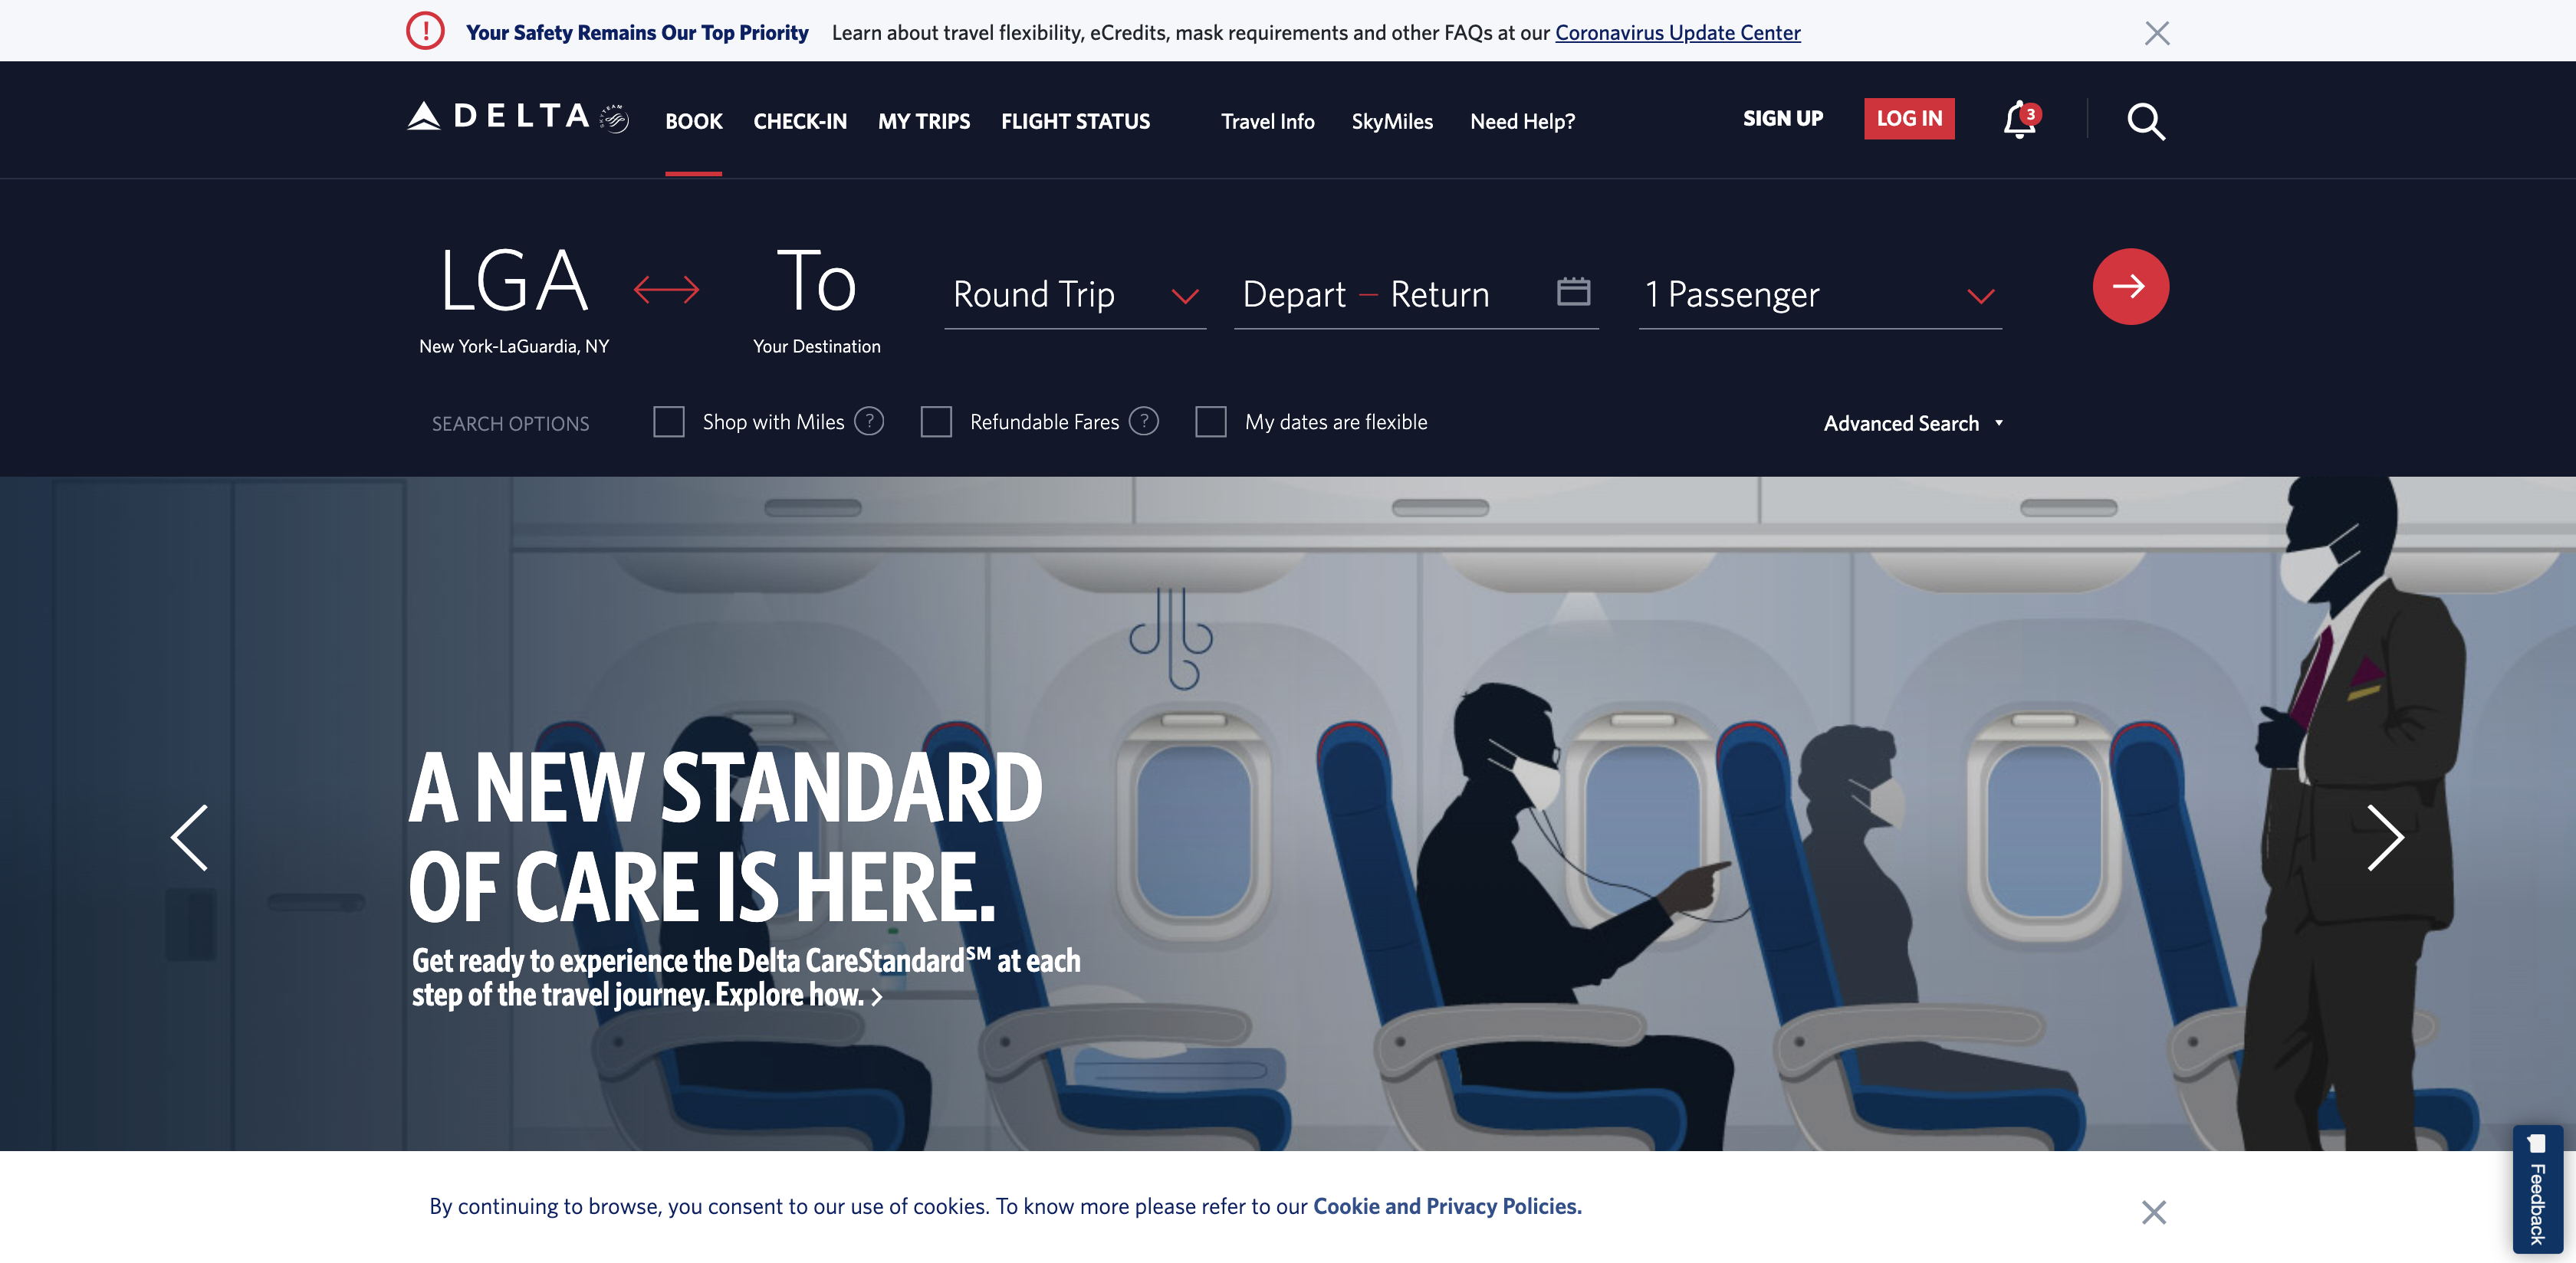 Your Safety Remains Our Top Priority Learn about travel flexibility, eCredits, mask requirements and other FAQs at our Coronavirus Update Center
DELTA BOOK CHECK-IN MY TRIPS FLIGHT STATUS Travel Info SkyMiles Need Help? SIGN UP LOG IN 3
LGA To Round Trip Depart – Return 1 Passenger
New York-LaGuardia, NY Your Destination
SEARCH OPTIONS Shop with Miles ? Refundable Fares ? My dates are flexible Advanced Search
A NEW STANDARD
OF CARE IS HERE.
Get ready to experience the Delta CareStandard℠ at each
step of the travel journey. Explore how. >
By continuing to browse, you consent to our use of cookies. To know more please refer to our Cookie and Privacy Policies.
Feedback